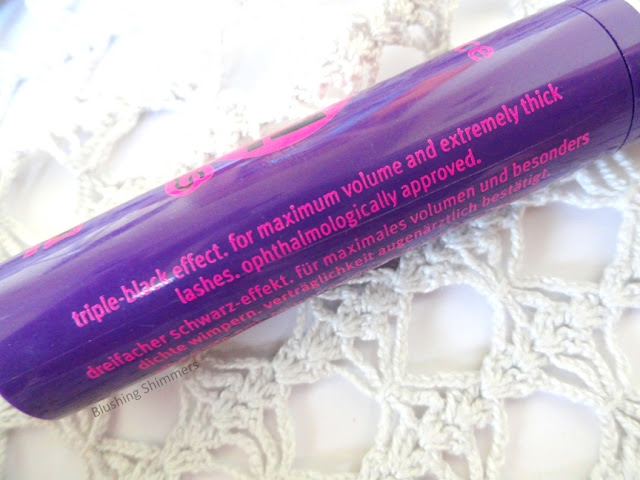 triple-black effect. for maximum volume and extremely thick
lashes. ophthalmologically approved.
dreifacher schwarz-effekt. für maximales volumen und besonders
dichte wimpern. verträglichkeit augenärztlich bestätigt.
Blushing Shimmers